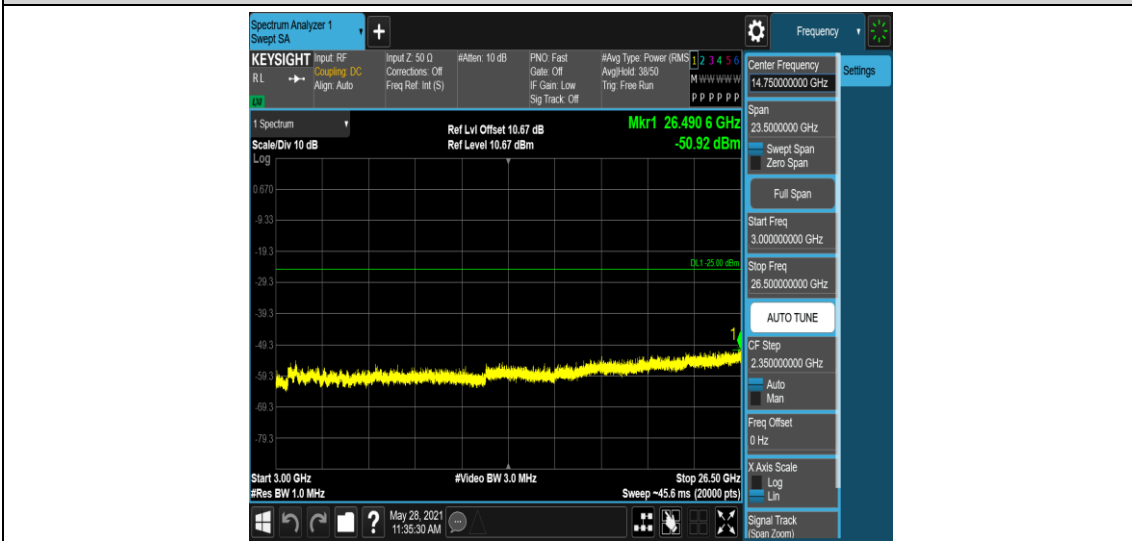 Spectrum Analyzer 1
Swept SA
Frequency
KEYSIGHT
RL
LXI
Input: RF
Coupling: DC
Align: Auto
Input Z: 50 Ω
Corrections: Off
Freq Ref: Int (S)
#Atten: 10 dB
PNO: Fast
Gate: Off
IF Gain: Low
Sig Track: Off
#Avg Type: Power (RMS
Avg|Hold: 38/50
Trig: Free Run
1 2 3 4 5 6
M W W W W W
P P P P P P
Center Frequency
14.750000000 GHz
Settings
Span
23.5000000 GHz
Swept Span
Zero Span
Full Span
Start Freq
3.000000000 GHz
Stop Freq
26.500000000 GHz
AUTO TUNE
CF Step
2.350000000 GHz
Auto
Man
Freq Offset
0 Hz
X Axis Scale
Log
Lin
Signal Track
(Span Zoom)
1 Spectrum
Scale/Div 10 dB
Log
Ref Lvl Offset 10.67 dB
Ref Level 10.67 dBm
Mkr1 26.490 6 GHz
-50.92 dBm
0.670
-9.33
-19.3
DL1 -25.00 dBm
-29.3
-39.3
1
-49.3
-59.3
-69.3
-79.3
Start 3.00 GHz
#Video BW 3.0 MHz
Stop 26.50 GHz
#Res BW 1.0 MHz
Sweep ~45.6 ms (20000 pts)
?
May 28, 2021
11:35:30 AM